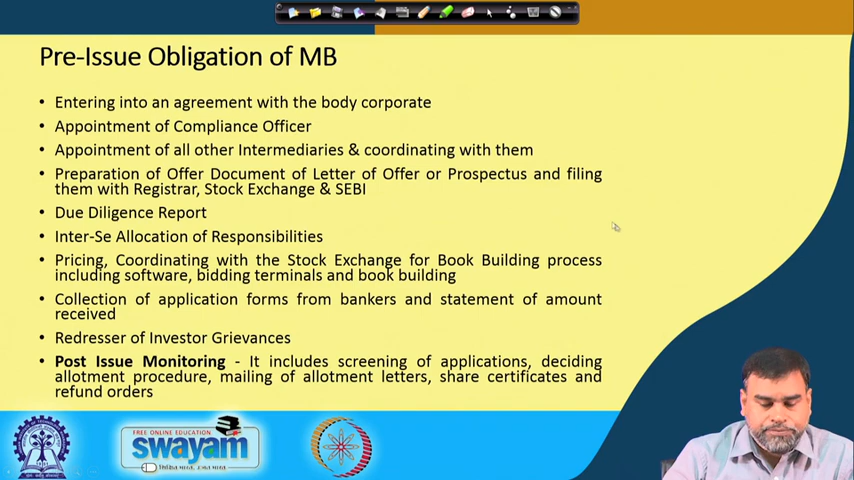 Pre-Issue Obligation of MB
• Entering into an agreement with the body corporate
• Appointment of Compliance Officer
• Appointment of all other Intermediaries & coordinating with them
• Preparation of Offer Document of Letter of Offer or Prospectus and filing
them with Registrar, Stock Exchange & SEBI
• Due Diligence Report
• Inter-Se Allocation of Responsibilities
• Pricing, Coordinating with the Stock Exchange for Book Building process
including software, bidding terminals and book building
• Collection of application forms from bankers and statement of amount
received
• Redresser of Investor Grievances
• Post Issue Monitoring - It includes screening of applications, deciding
allotment procedure, mailing of allotment letters, share certificates and
refund orders
FREE ONLINE EDUCATION
swayam